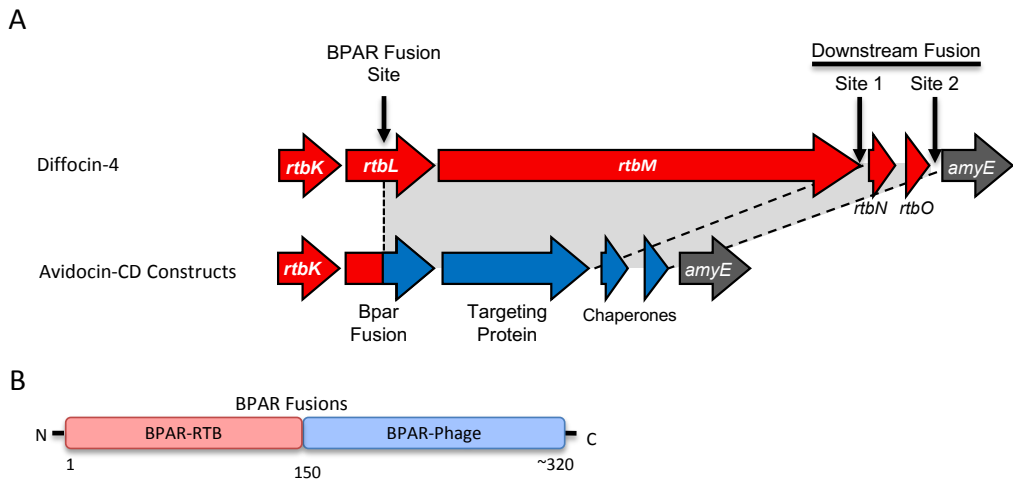 A
BPAR Fusion
Site
Downstream Fusion
Site 1 Site 2
Diffocin-4
rtbK rtbL rtbM amyE
rtbN rtbO
Avidocin-CD Constructs
rtbK amyE
Bpar
Fusion
Targeting
Protein
Chaperones
B
BPAR Fusions
N BPAR-RTB BPAR-Phage C
1 150 ~320